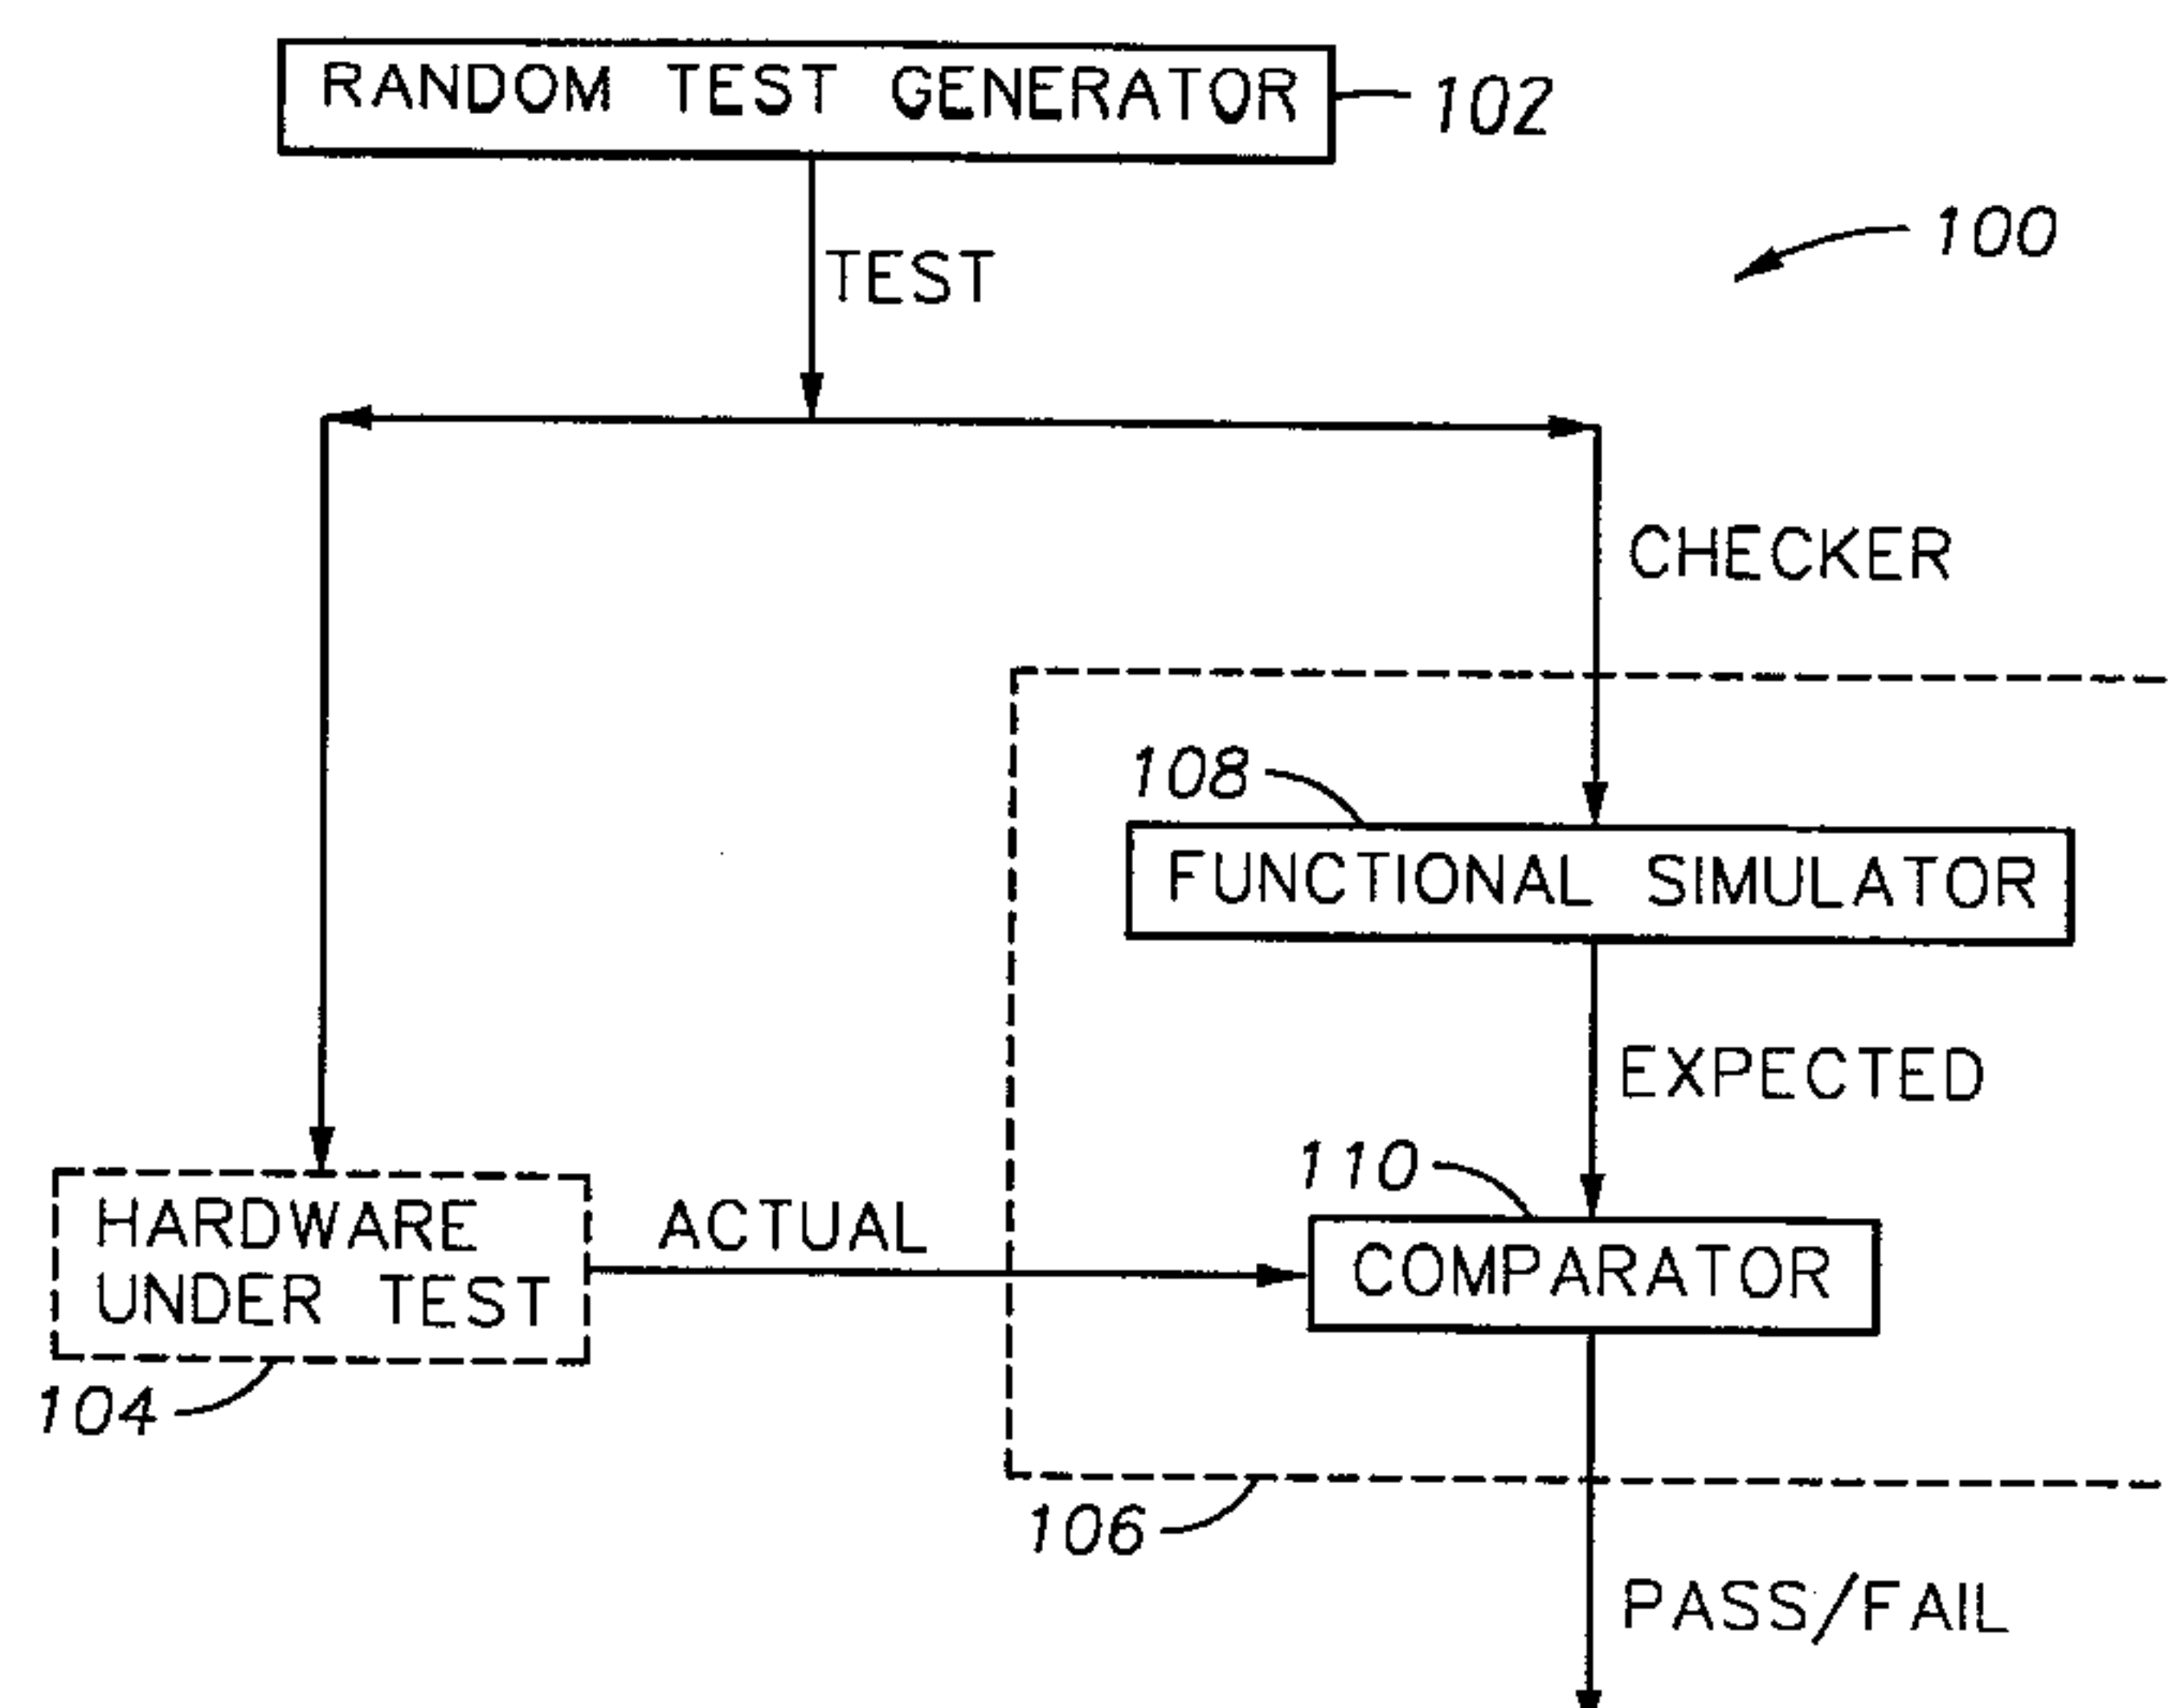 RANDOM TEST GENERATOR
102
100
TEST
CHECKER
108
FUNCTIONAL SIMULATOR
EXPECTED
110
HARDWARE
UNDER TEST
ACTUAL
COMPARATOR
104
106
PASS/FAIL